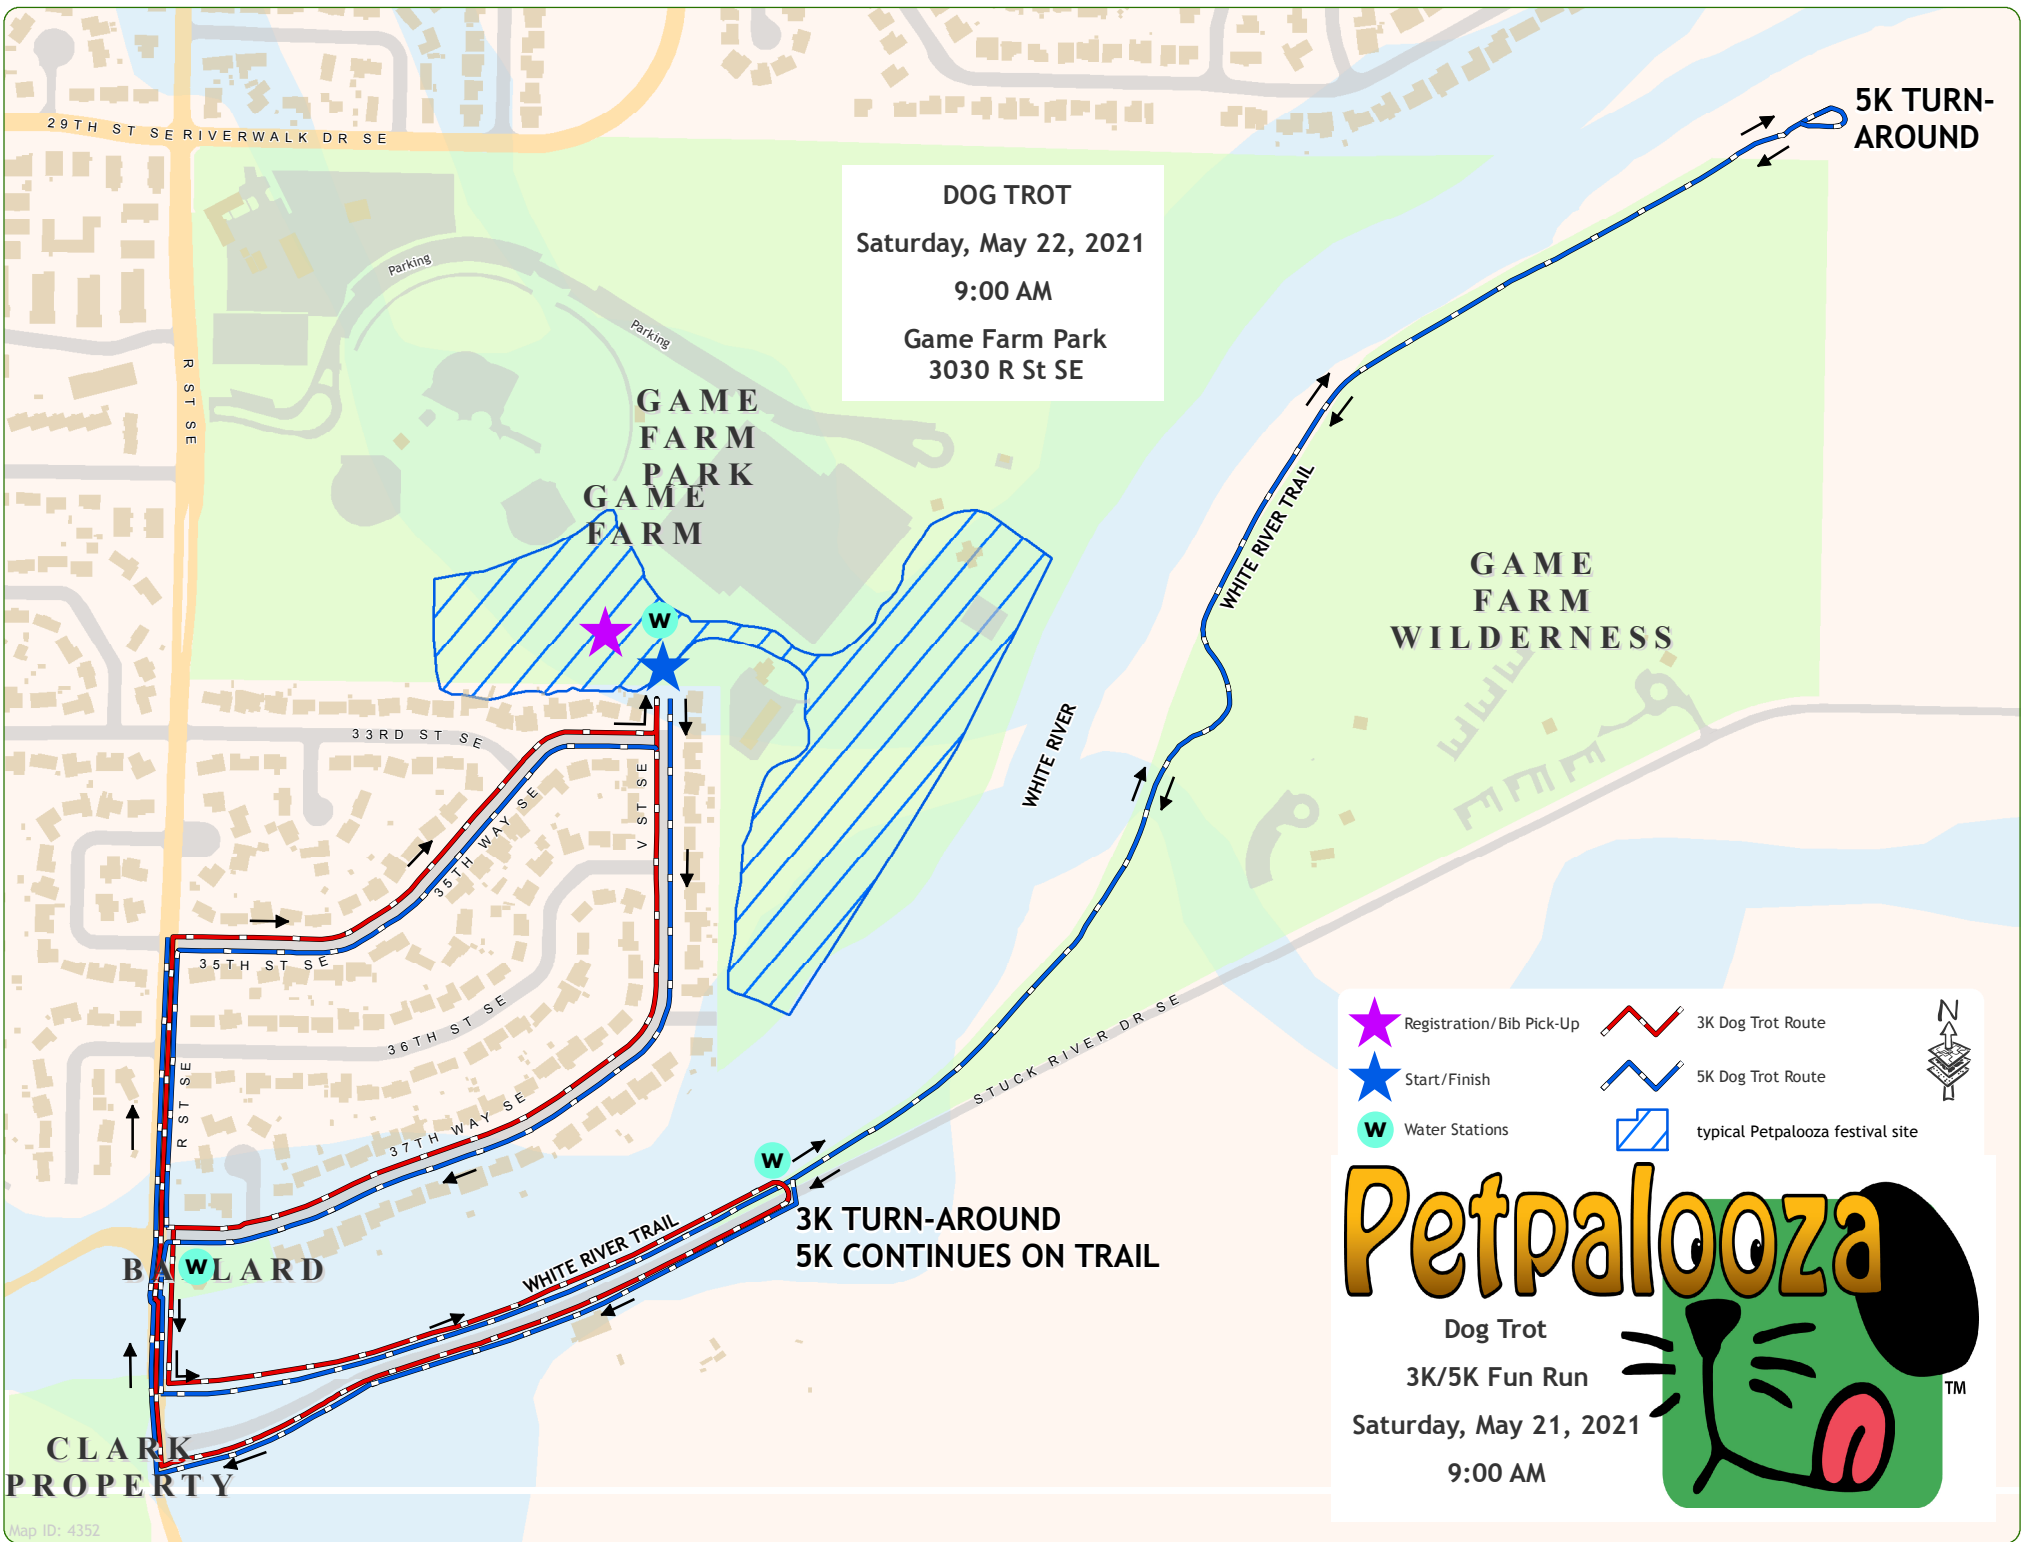 29TH ST SE
RIVERWALK DR SE
5K TURN-
AROUND
DOG TROT
Saturday, May 22, 2021
9:00 AM
Game Farm Park
3030 R St SE
Parking
Parking
R ST SE
GAME
FARM
PARK
GAME
FARM
W
WHITE RIVER TRAIL
GAME
FARM
WILDERNESS
WHITE RIVER
33RD ST SE
V ST SE
35TH WAY SE
35TH ST SE
36TH ST SE
R ST SE
37TH WAY SE
STUCK RIVER DR SE
W
3K TURN-AROUND
5K CONTINUES ON TRAIL
WHITE RIVER TRAIL
BALLARD
W
CLARK
PROPERTY
Map ID: 4352
Registration/Bib Pick-Up
3K Dog Trot Route
N
Start/Finish
5K Dog Trot Route
W
Water Stations
typical Petpalooza festival site
Petpalooza
Dog Trot
3K/5K Fun Run
Saturday, May 21, 2021
9:00 AM
TM